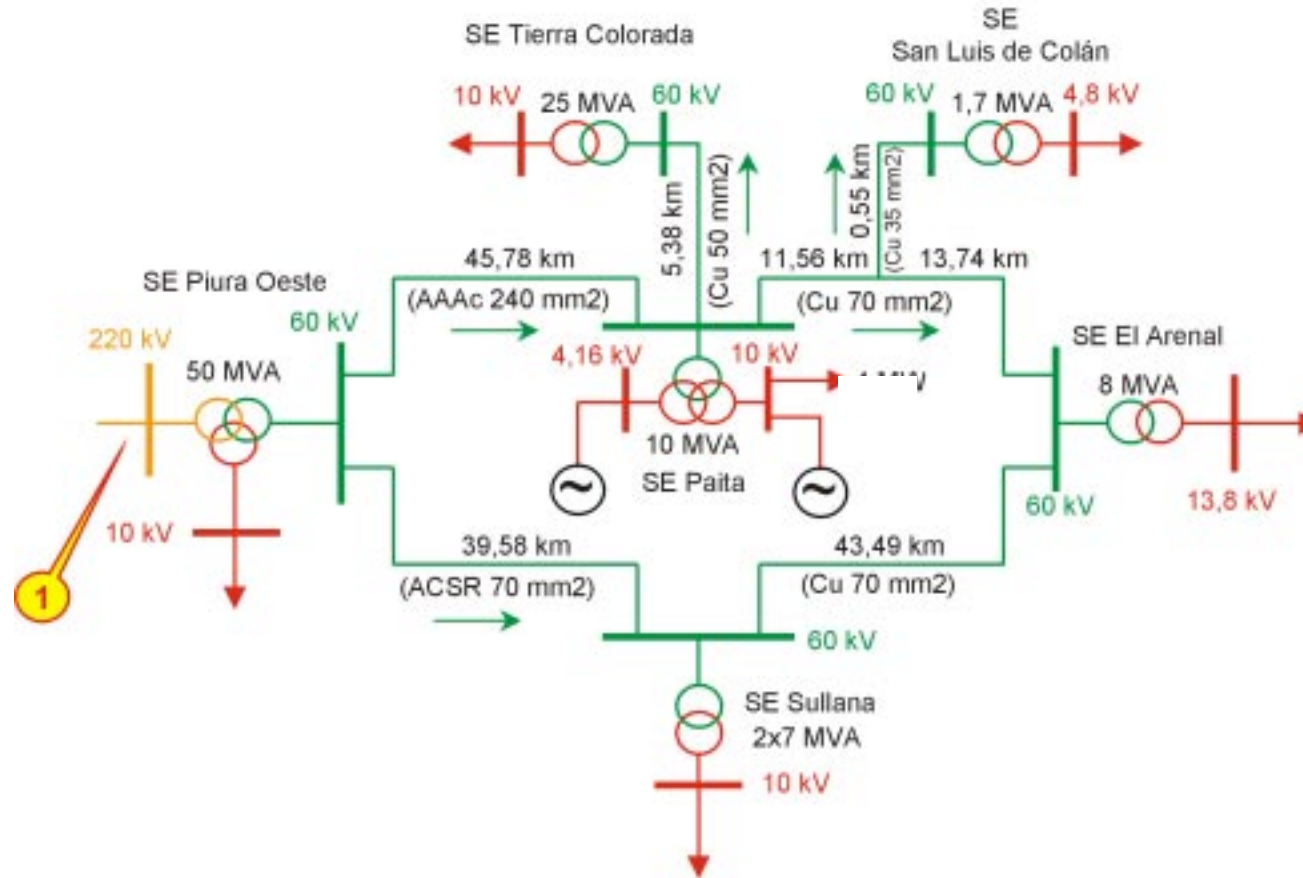 SE Tierra Colorada
SE
San Luis de Colán
10 kV
25 MVA
60 kV
60 kV
1,7 MVA
4,8 kV
5,38 km
(Cu 50 mm2)
0,55 km
(Cu 35 mm2)
SE Piura Oeste
45,78 km
(AAAc 240 mm2)
11,56 km
13,74 km
(Cu 70 mm2)
220 kV
50 MVA
60 kV
4,16 kV
10 kV
10 MVA
SE Paita
SE El Arenal
8 MVA
60 kV
13,8 kV
10 kV
1
39,58 km
(ACSR 70 mm2)
43,49 km
(Cu 70 mm2)
60 kV
SE Sullana
2x7 MVA
10 kV